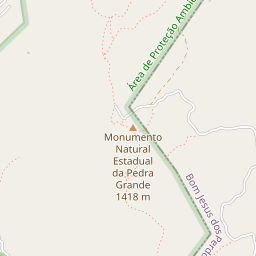 Área de Proteção Ambi
Monumento
Natural
Estadual
da Pedra
Grande
1418 m
Bom Jesus dos Perdõ